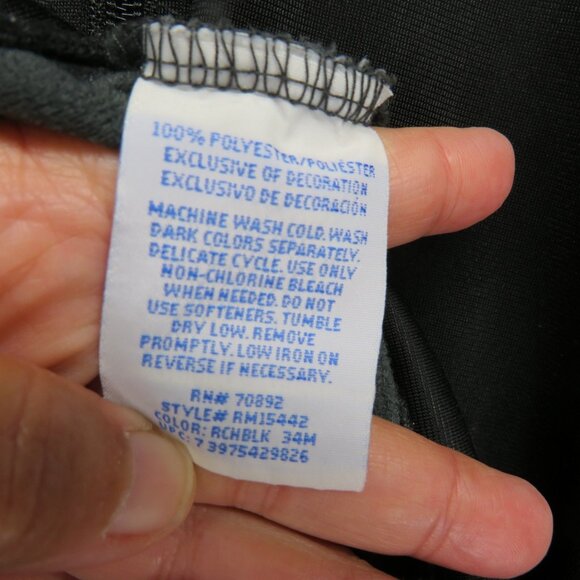 100% POLYESTER/POLIÉSTER
EXCLUSIVE OF DECORATION
EXCLUSIVO DE DECORACIÓN
MACHINE WASH COLD. WASH
DARK COLORS SEPARATELY.
DELICATE CYCLE. USE ONLY
NON-CHLORINE BLEACH
WHEN NEEDED. DO NOT
USE SOFTENERS. TUMBLE
DRY LOW. REMOVE
PROMPTLY. LOW IRON ON
REVERSE IF NECESSARY.
RN# 70892
STYLE# RM15442
COLOR: RCHBLK 34M
UPC: 7 3975429826